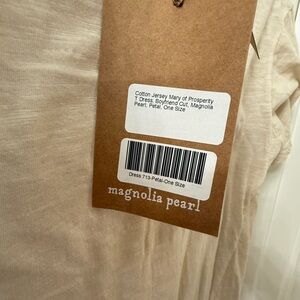 Cotton Jersey Mary of Prosperity
T Dress, Boyfriend Cut, Magnolia
Pearl, Petal, One Size
Dress 713-Petal-One Size
magnolia pearl